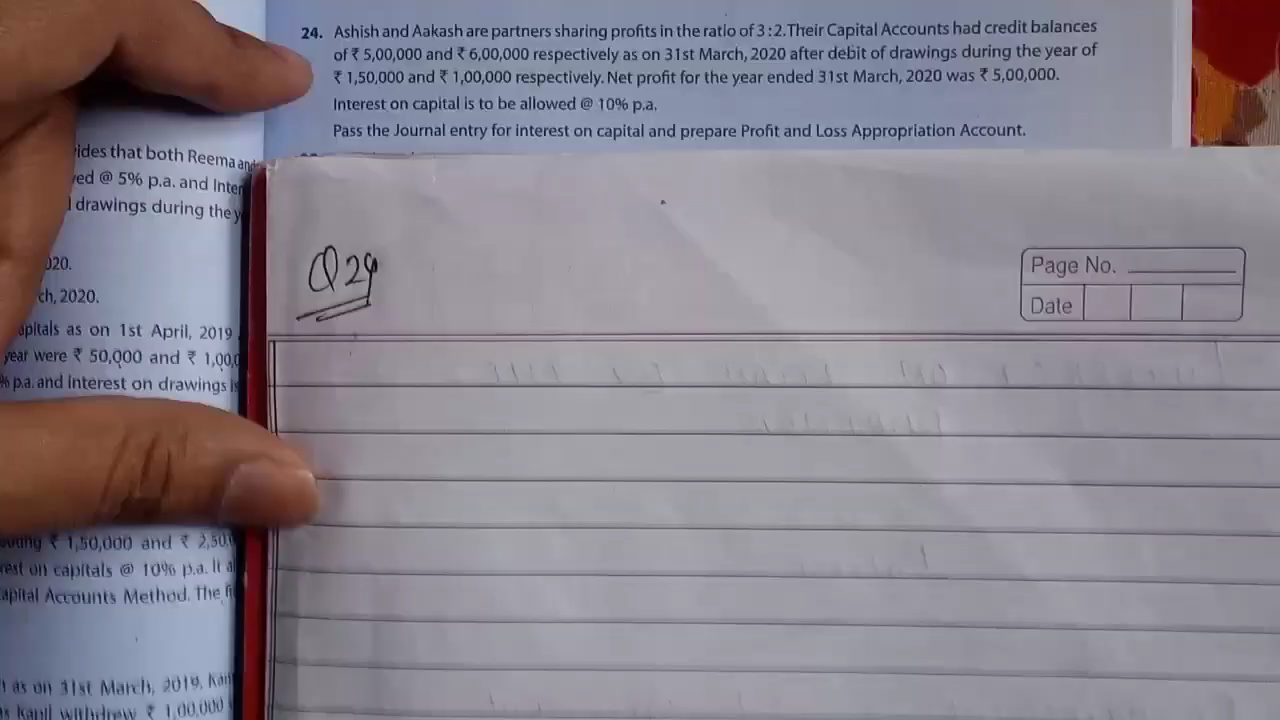 24. Ashish and Aakash are partners sharing profits in the ratio of 3:2. Their Capital Accounts had credit balances
of ₹ 5,00,000 and ₹ 6,00,000 respectively as on 31st March, 2020 after debit of drawings during the year of
₹ 1,50,000 and ₹ 1,00,000 respectively. Net profit for the year ended 31st March, 2020 was ₹ 5,00,000.
Interest on capital is to be allowed @ 10% p.a.
Pass the Journal entry for interest on capital and prepare Profit and Loss Appropriation Account.
ides that both Reema and
ed @ 5% p.a. and Inter
drawings during the y
020.
ch, 2020.
apitals as on 1st April, 2019
year were ₹ 50,000 and ₹ 1,00,0
% p.a. and interest on drawings is
₹ 1,50,000 and ₹ 2,50,
rest on capitals @ 10% p.a. It a
apital Accounts Method. The fi
as on 31st March, 2019, Kan
s Kapil withdrew ₹ 1,00,000
Q24
Page No.
Date